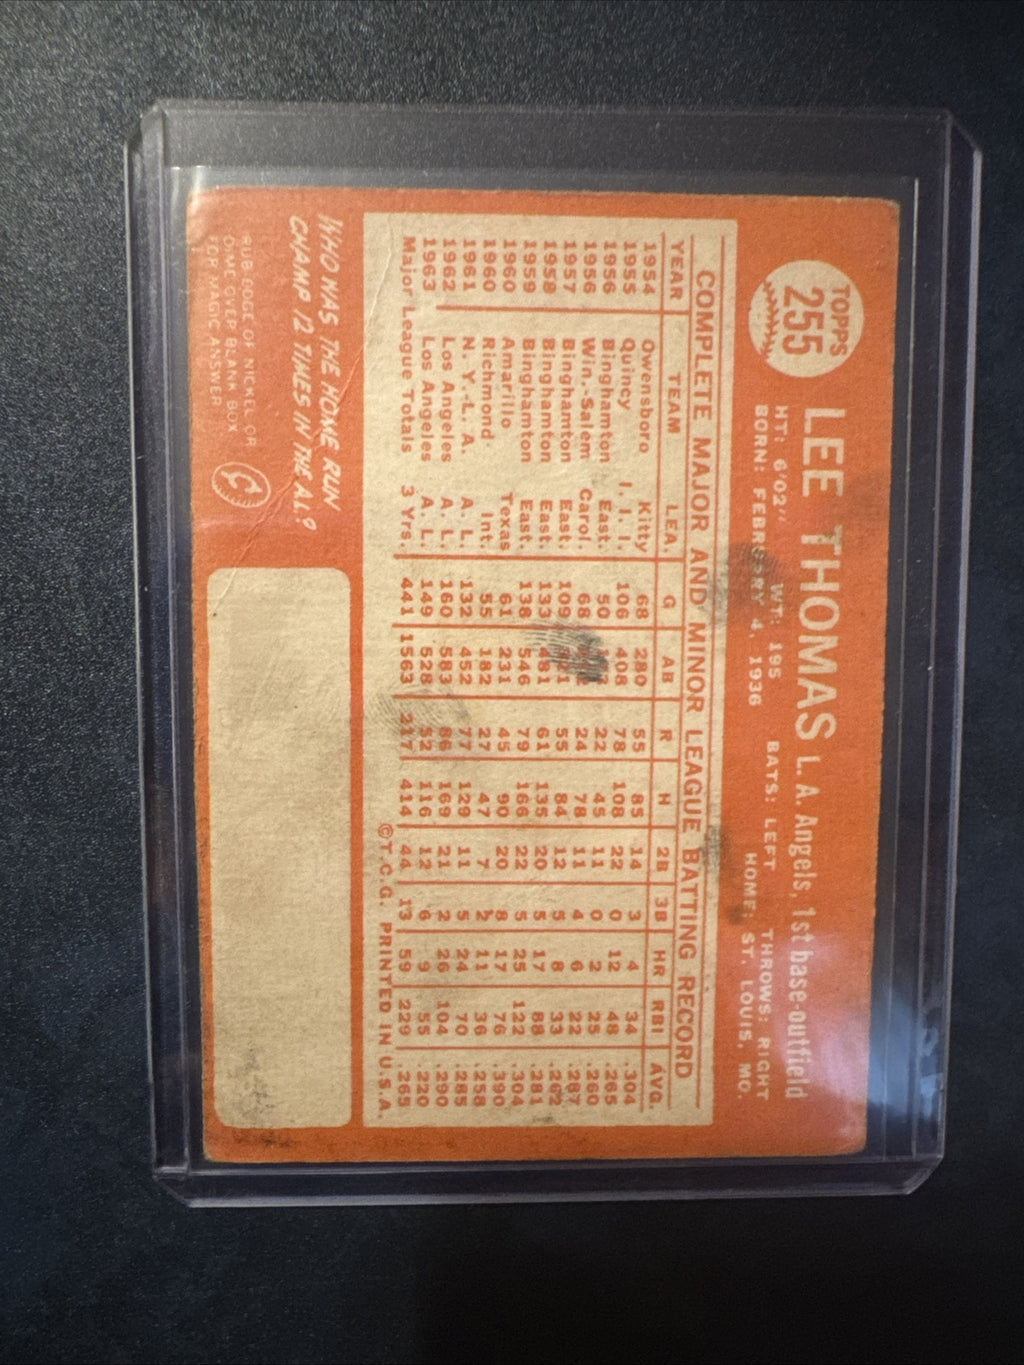 TOPPS
255
LEE THOMAS L. A. Angels, 1st base-outfield
HT: 6'02" WT: 195 BATS: LEFT THROWS: RIGHT
BORN: FEBRUARY 4, 1936 HOME: ST. LOUIS, MO.
COMPLETE MAJOR AND MINOR LEAGUE BATTING RECORD
YEAR TEAM LEA. G AB R H 2B 3B HR RBI AVG.
1954 Owensboro Kitty 68 280 55 85 14 3 4 34 .304
1955 Quincy I. I. I. 106 408 78 108 22 0 12 48 .265
1956 Binghamton East. 50 22 45 11 0 2 25 .260
1956 Win.-Salem Carol. 68 24 78 11 4 6 22 .287
1957 Binghamton East. 109 55 84 12 5 8 33 .262
1958 Binghamton East. 133 481 61 135 20 5 17 88 .281
1959 Binghamton East. 138 546 79 166 22 5 25 122 .304
1960 Amarillo Texas 61 231 45 90 20 8 17 76 .390
1960 Richmond Int. 55 182 27 47 7 2 11 36 .258
1961 N. Y.-L. A. A. L. 132 452 77 129 11 5 24 70 .285
1962 Los Angeles A. L. 160 583 86 169 21 2 26 104 .290
1963 Los Angeles A. L. 149 528 52 116 12 6 9 55 .220
Major League Totals 3 Yrs. 441 1563 217 414 44 13 59 229 .265
©T.C.G. PRINTED IN U.S.A.
WHO WAS THE HOME RUN
CHAMP 12 TIMES IN THE A.L?
RUB EDGE OF NICKEL OR
DIME OVER BLANK BOX
FOR MAGIC ANSWER